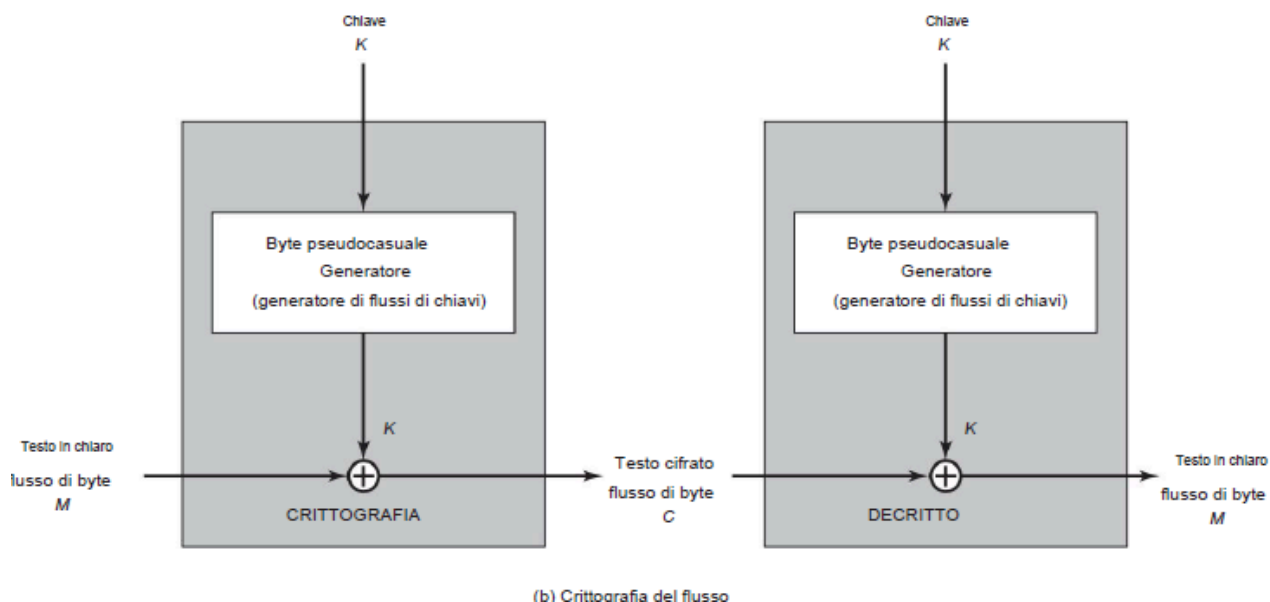 Chiave
K
Chiave
K
Byte pseudocasuale
Generatore
(generatore di flussi di chiavi)
Byte pseudocasuale
Generatore
(generatore di flussi di chiavi)
K
K
Testo in chiaro
lusso di byte
M
Testo cifrato
flusso di byte
C
Testo in chiaro
flusso di byte
M
CRITTOGRAFIA
DECRITTO
(b) Crittografia del flusso